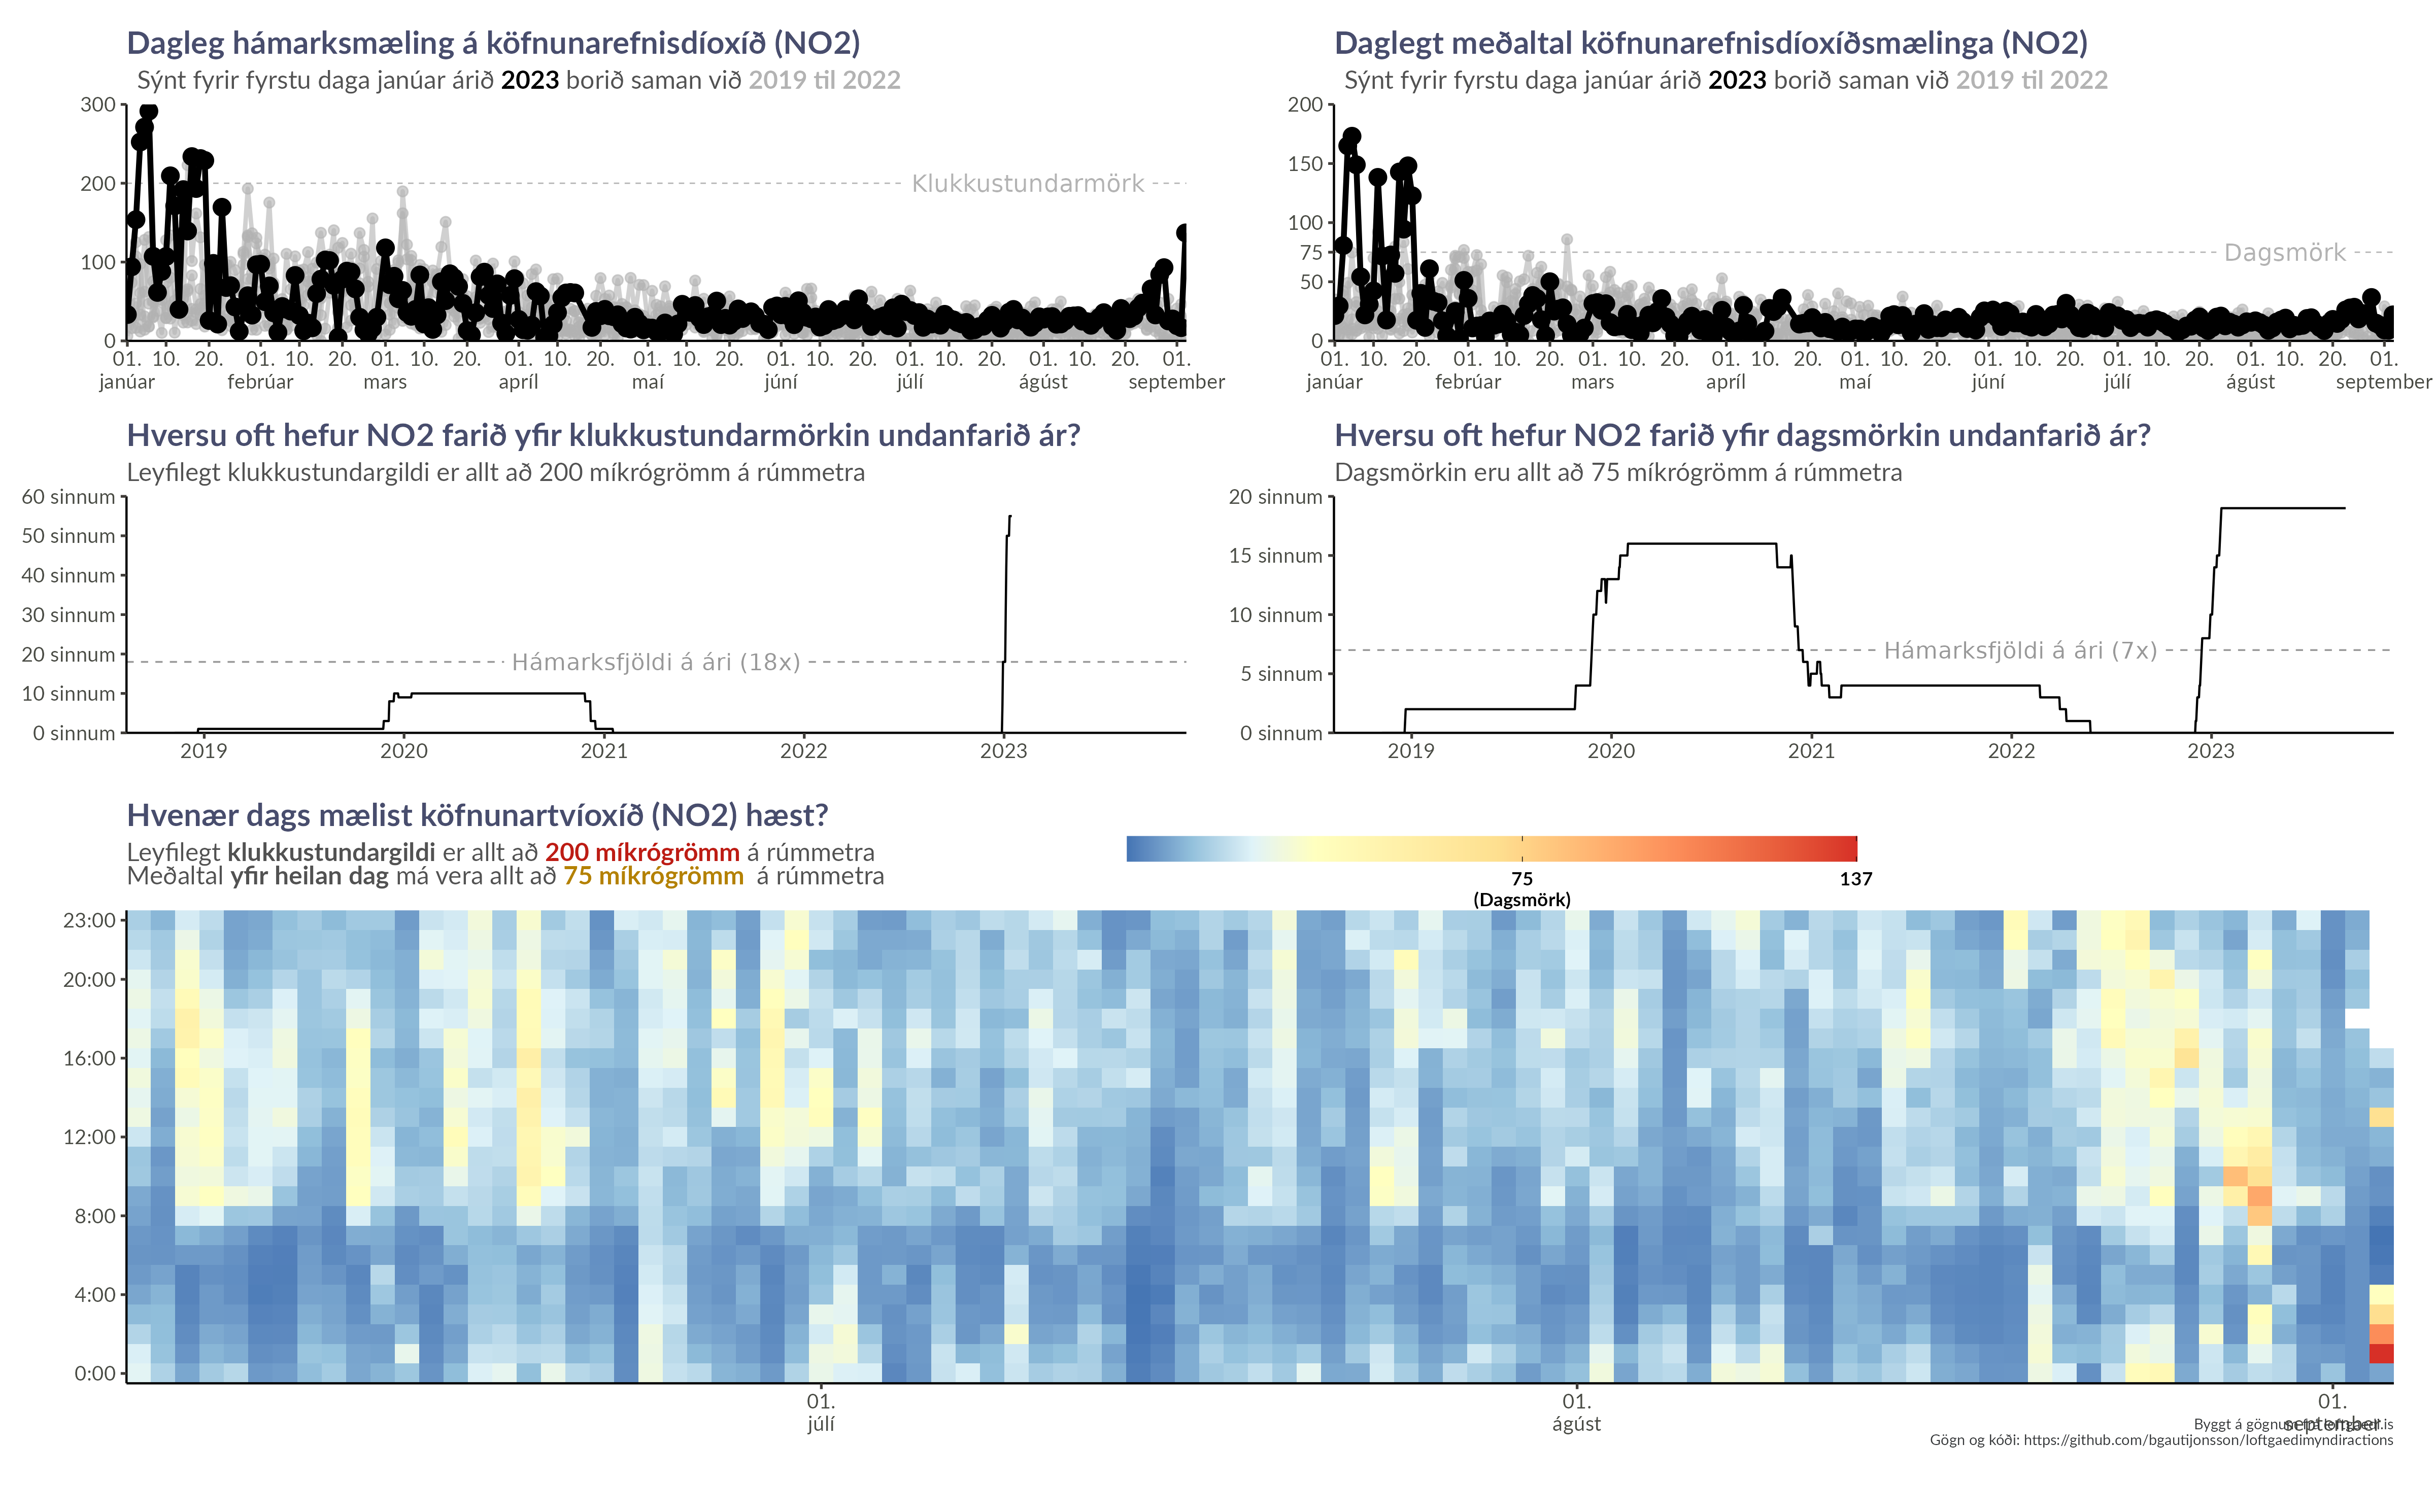 Dagleg hámarksmæling á köfnunarefnisdíoxíð (NO2)
Sýnt fyrir fyrstu daga janúar árið 2023 borið saman við 2019 til 2022
300
200
100
0
Klukkustundarmörk
01. 10. 20. 01. 10. 20. 01. 10. 20. 01. 10. 20. 01. 10. 20. 01. 10. 20. 01. 10. 20. 01. 10. 20. 01.
janúar febrúar mars apríl maí júní júlí ágúst september
Daglegt meðaltal köfnunarefnisdíoxíðsmælinga (NO2)
Sýnt fyrir fyrstu daga janúar árið 2023 borið saman við 2019 til 2022
200
150
100
75
50
0
Dagsmörk
01. 10. 20. 01. 10. 20. 01. 10. 20. 01. 10. 20. 01. 10. 20. 01. 10. 20. 01. 10. 20. 01. 10. 20. 01.
janúar febrúar mars apríl maí júní júlí ágúst september
Hversu oft hefur NO2 farið yfir klukkustundarmörkin undanfarið ár?
Leyfilegt klukkustundargildi er allt að 200 míkrógrömm á rúmmetra
60 sinnum
50 sinnum
40 sinnum
30 sinnum
20 sinnum
10 sinnum
0 sinnum
Hámarksfjöldi á ári (18x)
2019 2020 2021 2022 2023
Hversu oft hefur NO2 farið yfir dagsmörkin undanfarið ár?
Dagsmörkin eru allt að 75 míkrógrömm á rúmmetra
20 sinnum
15 sinnum
10 sinnum
5 sinnum
0 sinnum
Hámarksfjöldi á ári (7x)
2019 2020 2021 2022 2023
Hvenær dags mælist köfnunartvíoxíð (NO2) hæst?
Leyfilegt klukkustundargildi er allt að 200 míkrógrömm á rúmmetra
Meðaltal yfir heilan dag má vera allt að 75 míkrógrömm á rúmmetra
75 137
(Dagsmörk)
23:00
20:00
16:00
12:00
8:00
4:00
0:00
01. 01. 01.
júlí ágúst september
Byggt á gögnum frá loftgaedi.is
Gögn og kóði: https://github.com/bgautijonsson/loftgaedimyndiractions